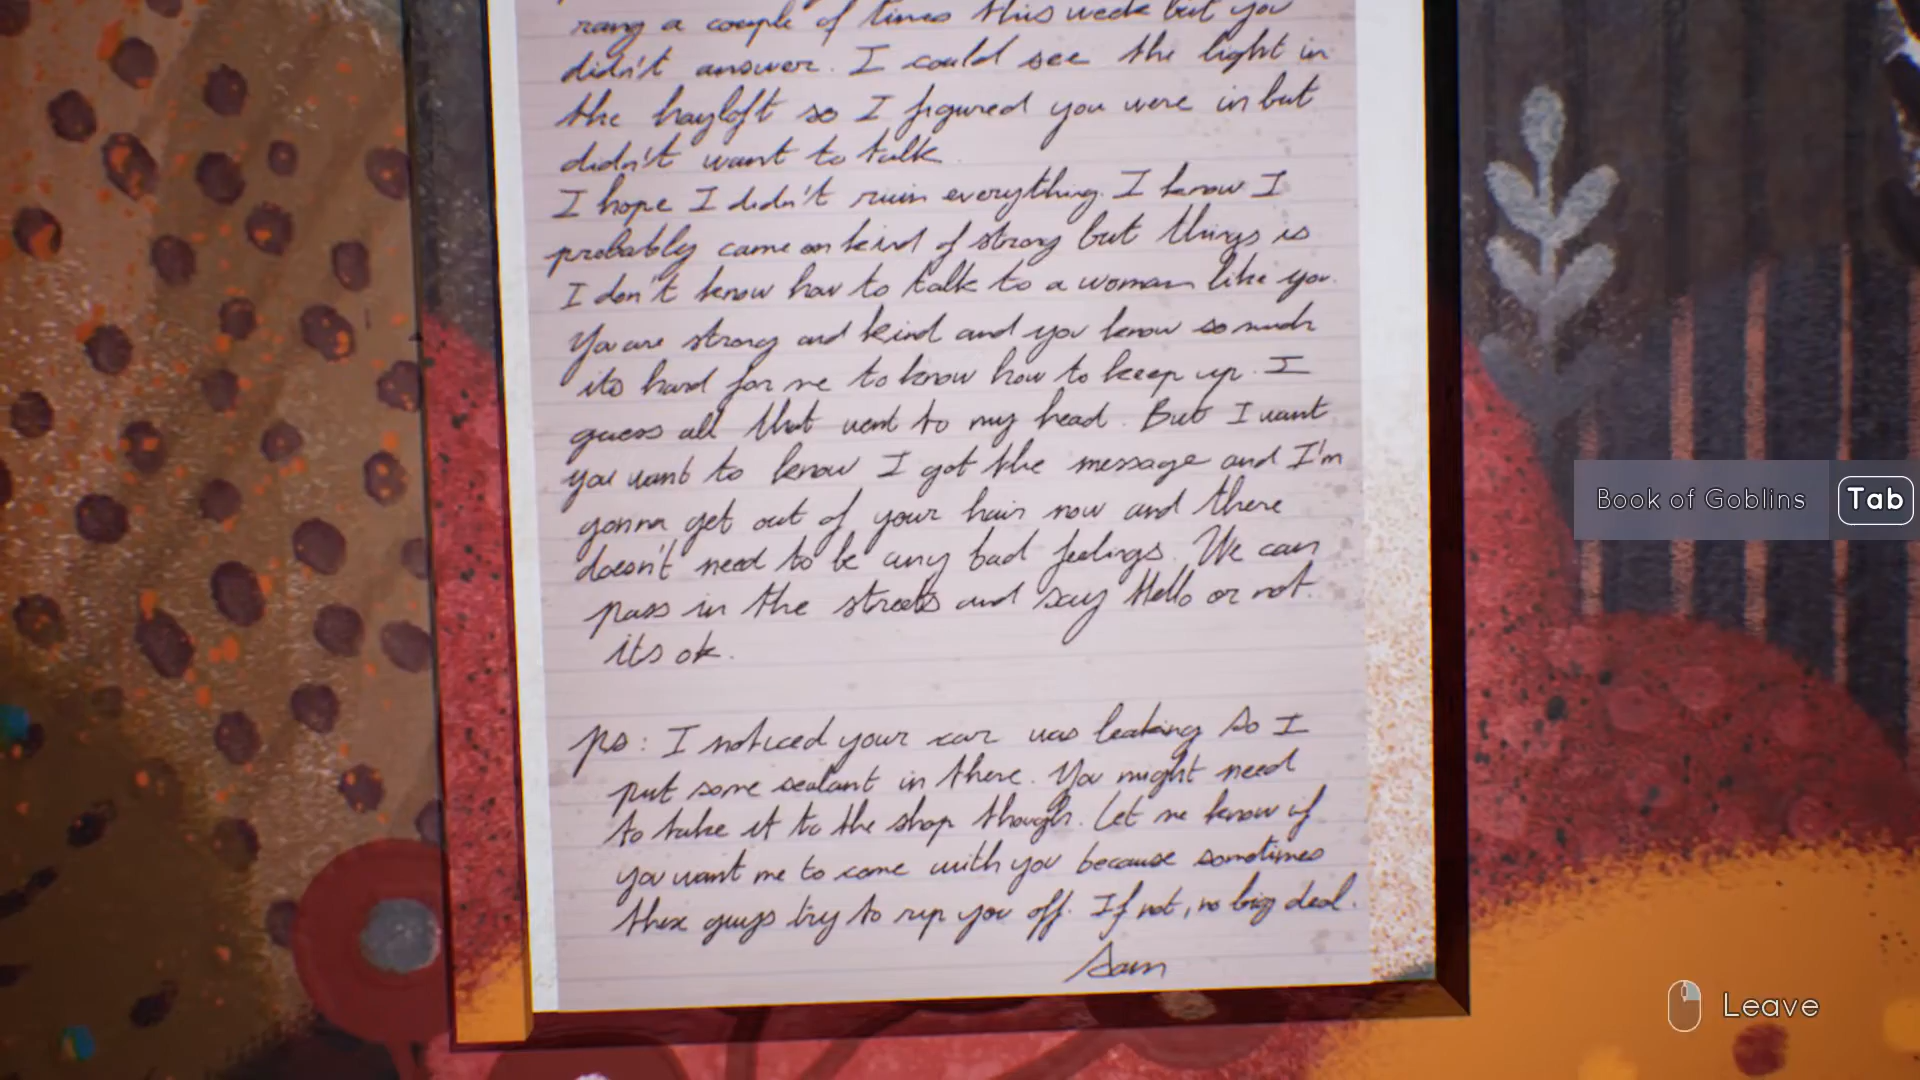 rang a couple of times this week but you
didn't answer. I could see the light in
the hayloft so I figured you were in but
didn't want to talk.
I hope I didn't ruin everything. I know I
probably came on kind of strong but things is
I don't know how to talk to a woman like you.
You are strong and kind and you know so much
its hard for me to know how to keep up. I
guess all that went to my head. But I want
you want to know I got the message and I'm
gonna get out of your hair now and there
doesn't need to be any bad feelings. We can
pass in the streets and say Hello or not.
its ok.
ps: I noticed your car was leaking so I
put some sealant in there. You might need
to take it to the shop though. Let me know if
you want me to come with you because sometimes
these guys try to rip you off. If not, no big deal.
Sam
Book of Goblins Tab
Leave